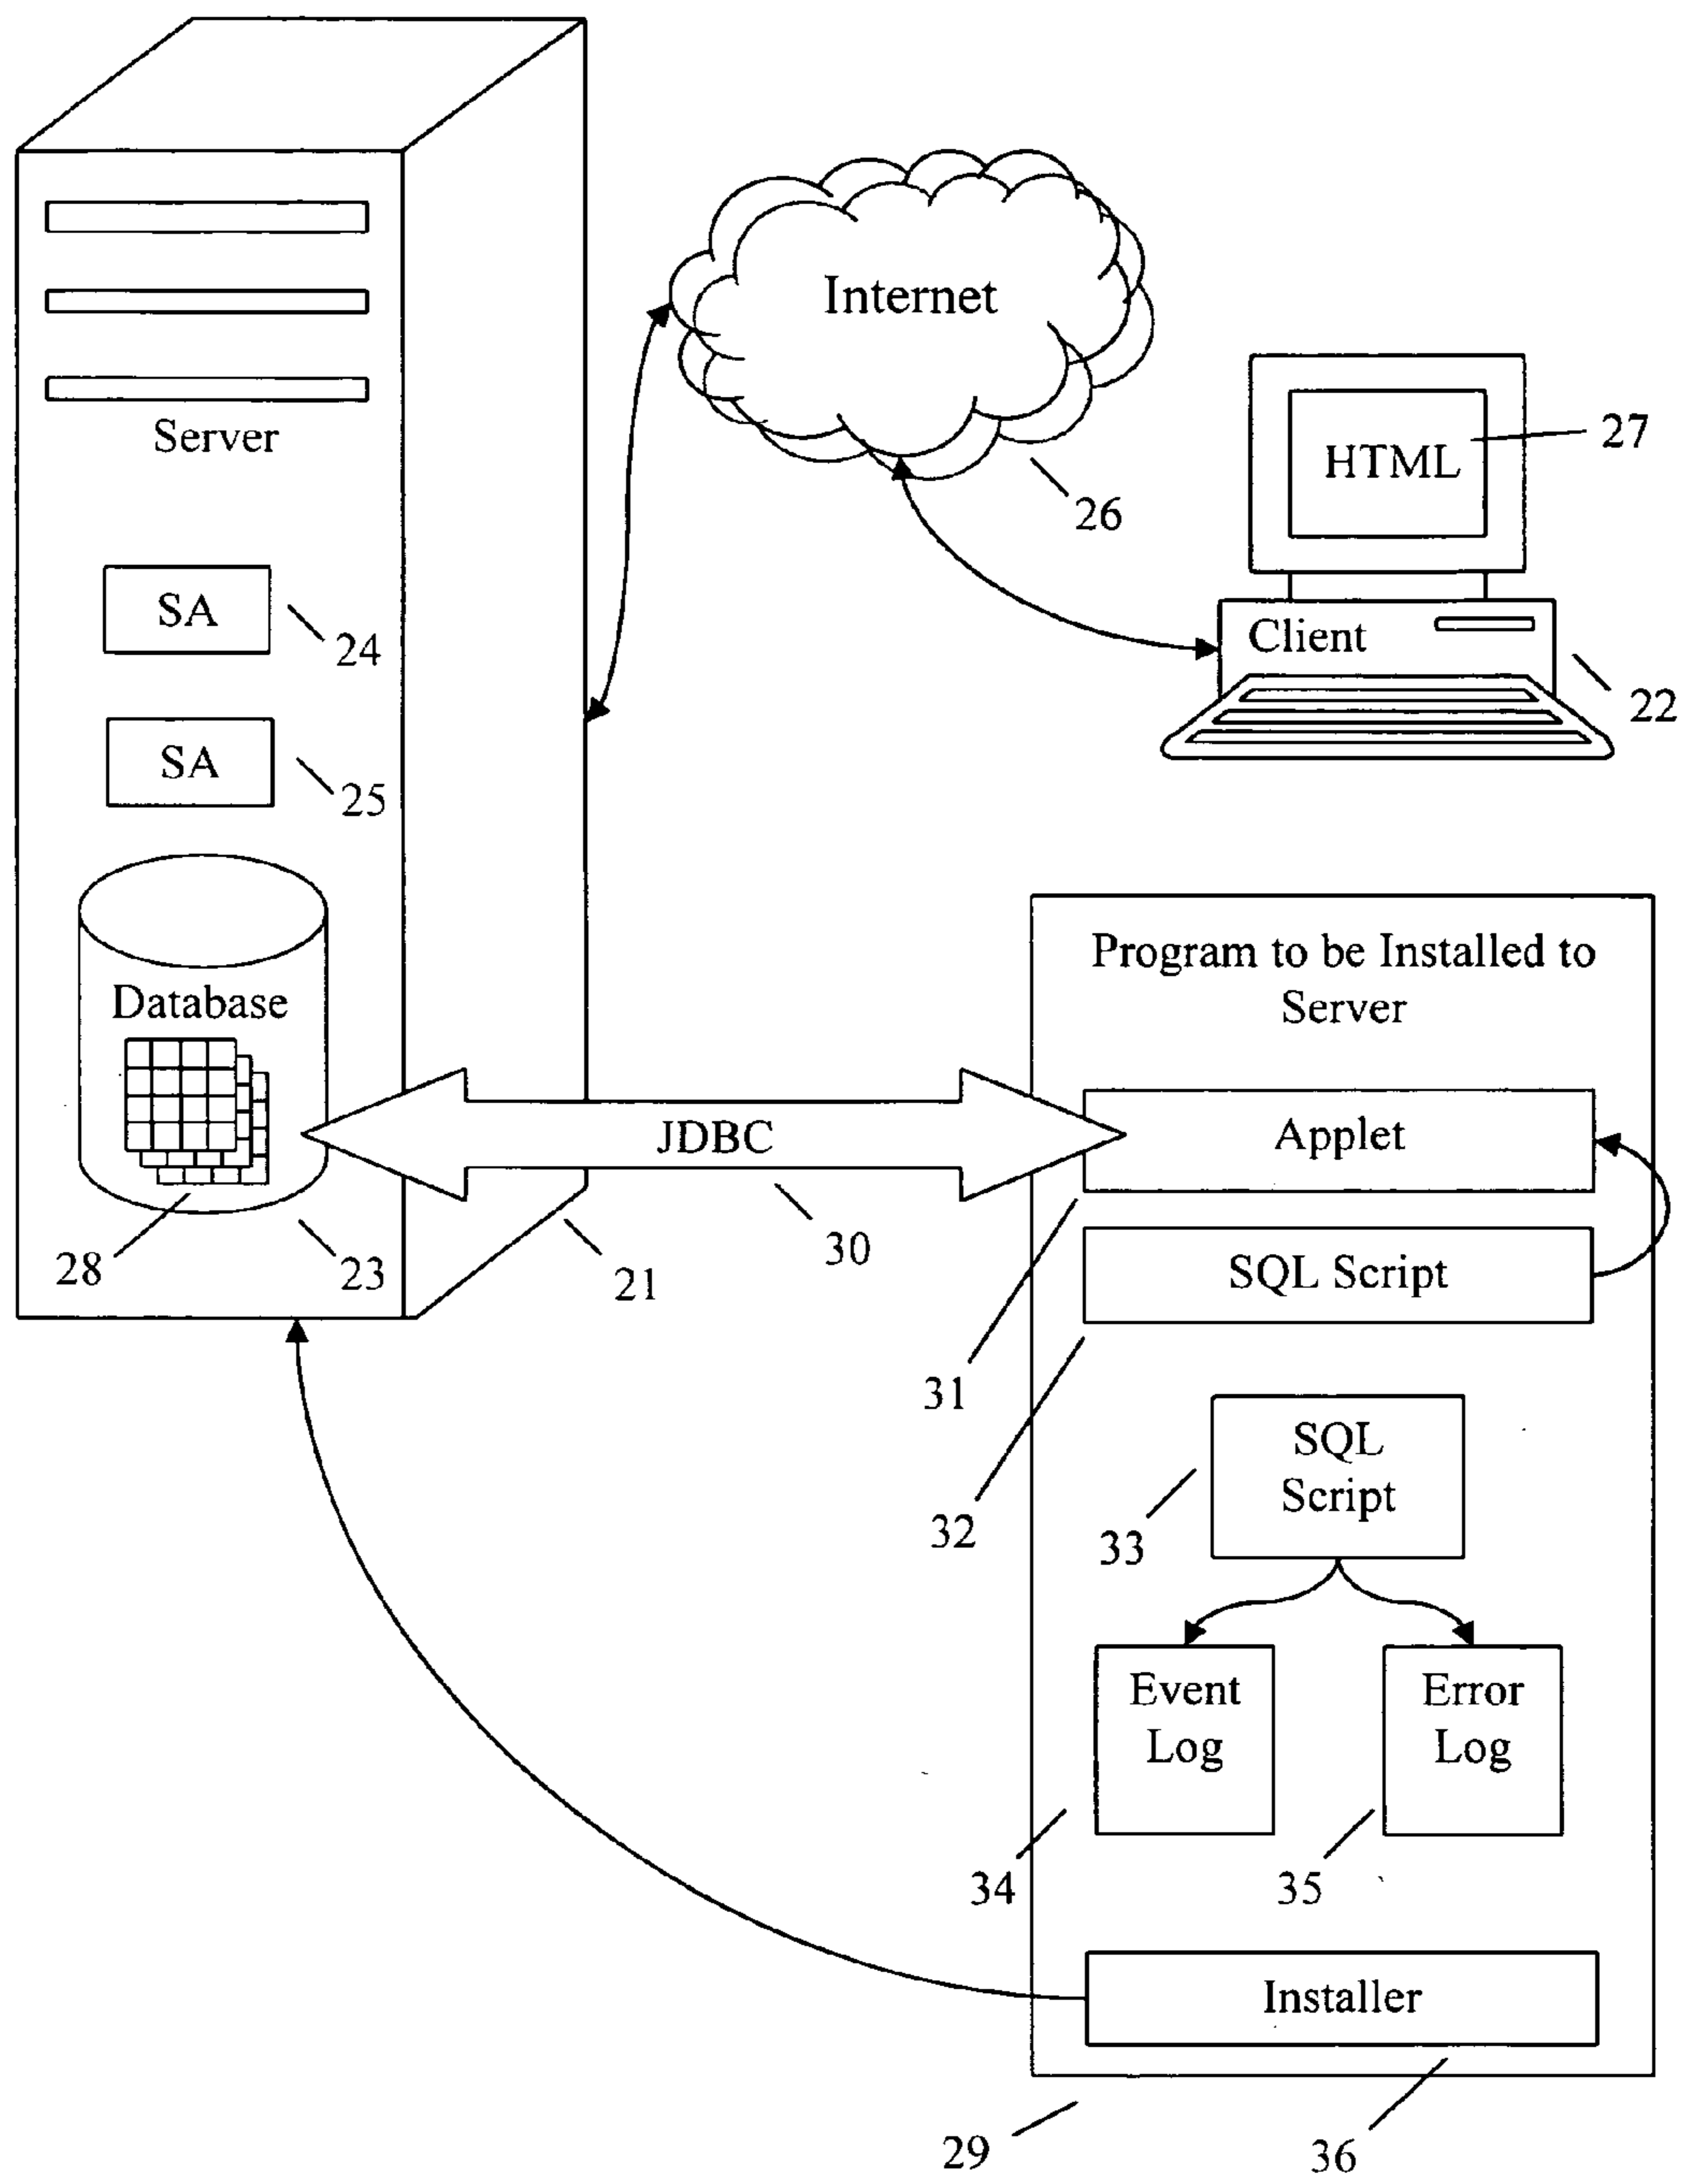 Internet
Server
HTML
27
26
SA
24
Client
22
SA
25
Program to be Installed to
Server
Database
JDBC
Applet
28
23
21
30
SQL Script
31
SQL
Script
32
33
Event
Log
Error
Log
34
35
Installer
29
36